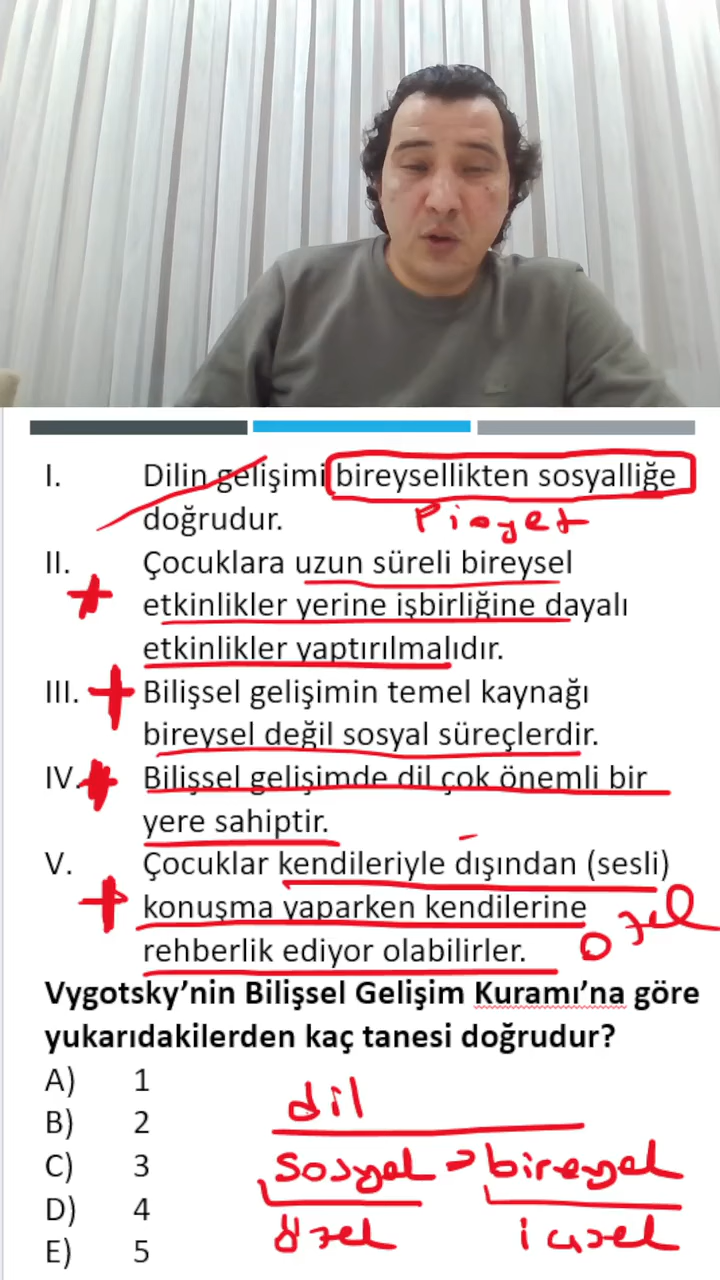 I. Dilin gelişimi bireysellikten sosyalliğe
doğrudur. Piayet
II. Çocuklara uzun süreli bireysel
etkinlikler yerine işbirliğine dayalı
etkinlikler yaptırılmalıdır.
III. Bilişsel gelişimin temel kaynağı
bireysel değil sosyal süreçlerdir.
IV. Bilişsel gelişimde dil çok önemli bir
yere sahiptir.
V. Çocuklar kendileriyle dışından (sesli)
konuşma yaparken kendilerine
rehberlik ediyor olabilirler. özel
Vygotsky’nin Bilişsel Gelişim Kuramı’na göre
yukarıdakilerden kaç tanesi doğrudur?
A) 1
B) 2
C) 3
D) 4
E) 5
dil
sosyal → bireysel
özel içsel